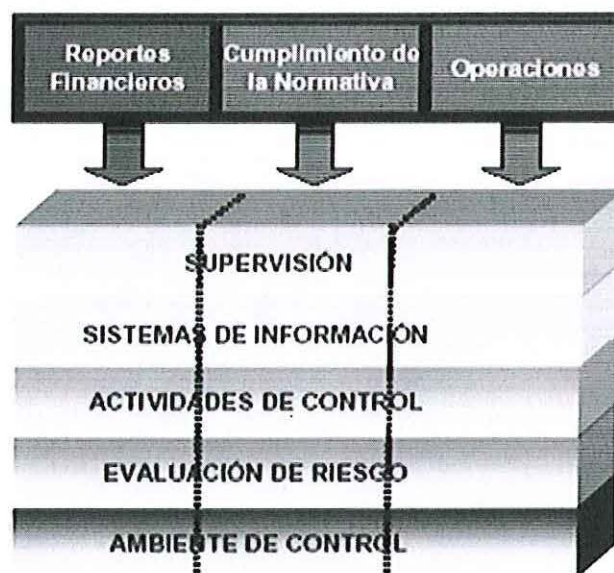 Reportes
Financieros
Cumplimiento de
la Normativa
Operaciones
SUPERVISIÓN
SISTEMAS DE INFORMACIÓN
ACTIVIDADES DE CONTROL
EVALUACIÓN DE RIESGO
AMBIENTE DE CONTROL